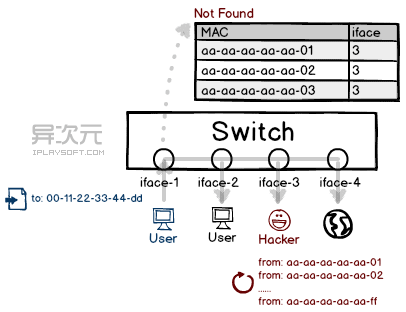 Not Found
MAC iface
aa-aa-aa-aa-aa-01 3
aa-aa-aa-aa-aa-02 3
aa-aa-aa-aa-aa-03 3
Switch
异次元
IPLAYSOFT.COM
iface-1 iface-2 iface-3 iface-4
to: 00-11-22-33-44-dd
User User Hacker
from: aa-aa-aa-aa-aa-01
from: aa-aa-aa-aa-aa-02
......
from: aa-aa-aa-aa-aa-ff